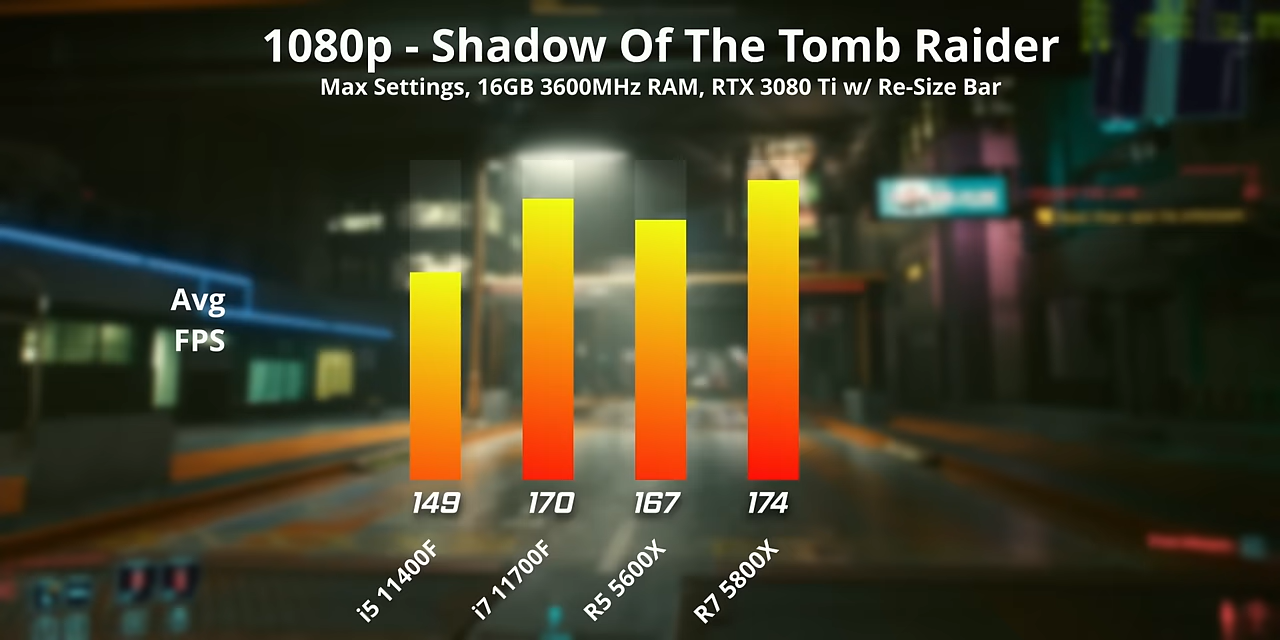 1080p - Shadow Of The Tomb Raider
Max Settings, 16GB 3600MHz RAM, RTX 3080 Ti w/ Re-Size Bar
Avg
FPS
149 170 167 174
i5 11400F
i7 11700F
R5 5600X
R7 5800X